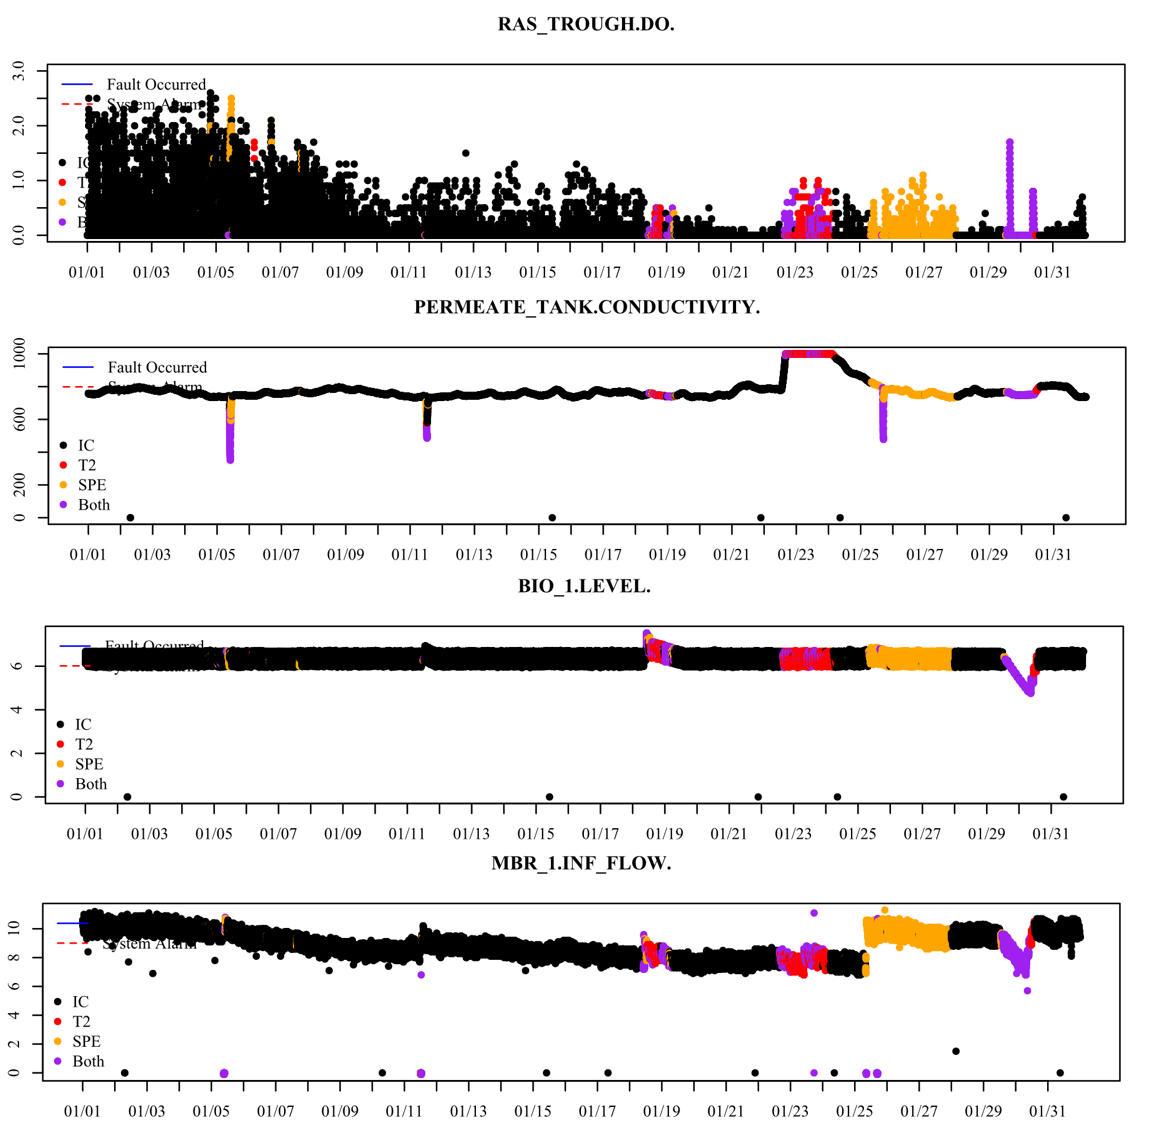 RAS_TROUGH.DO.
3.0
2.0
1.0
0.0
Fault Occurred
System Alarm
01/01 01/03 01/05 01/07 01/09 01/11 01/13 01/15 01/17 01/19 01/21 01/23 01/25 01/27 01/29 01/31
PERMEATE_TANK.CONDUCTIVITY.
1000
600
200
0
Fault Occurred
System Alarm
IC
T2
SPE
Both
01/01 01/03 01/05 01/07 01/09 01/11 01/13 01/15 01/17 01/19 01/21 01/23 01/25 01/27 01/29 01/31
BIO_1.LEVEL.
6
4
2
0
Fault Occurred
IC
T2
SPE
Both
01/01 01/03 01/05 01/07 01/09 01/11 01/13 01/15 01/17 01/19 01/21 01/23 01/25 01/27 01/29 01/31
MBR_1.INF_FLOW.
10
8
6
4
2
0
System Alarm
IC
T2
SPE
Both
01/01 01/03 01/05 01/07 01/09 01/11 01/13 01/15 01/17 01/19 01/21 01/23 01/25 01/27 01/29 01/31